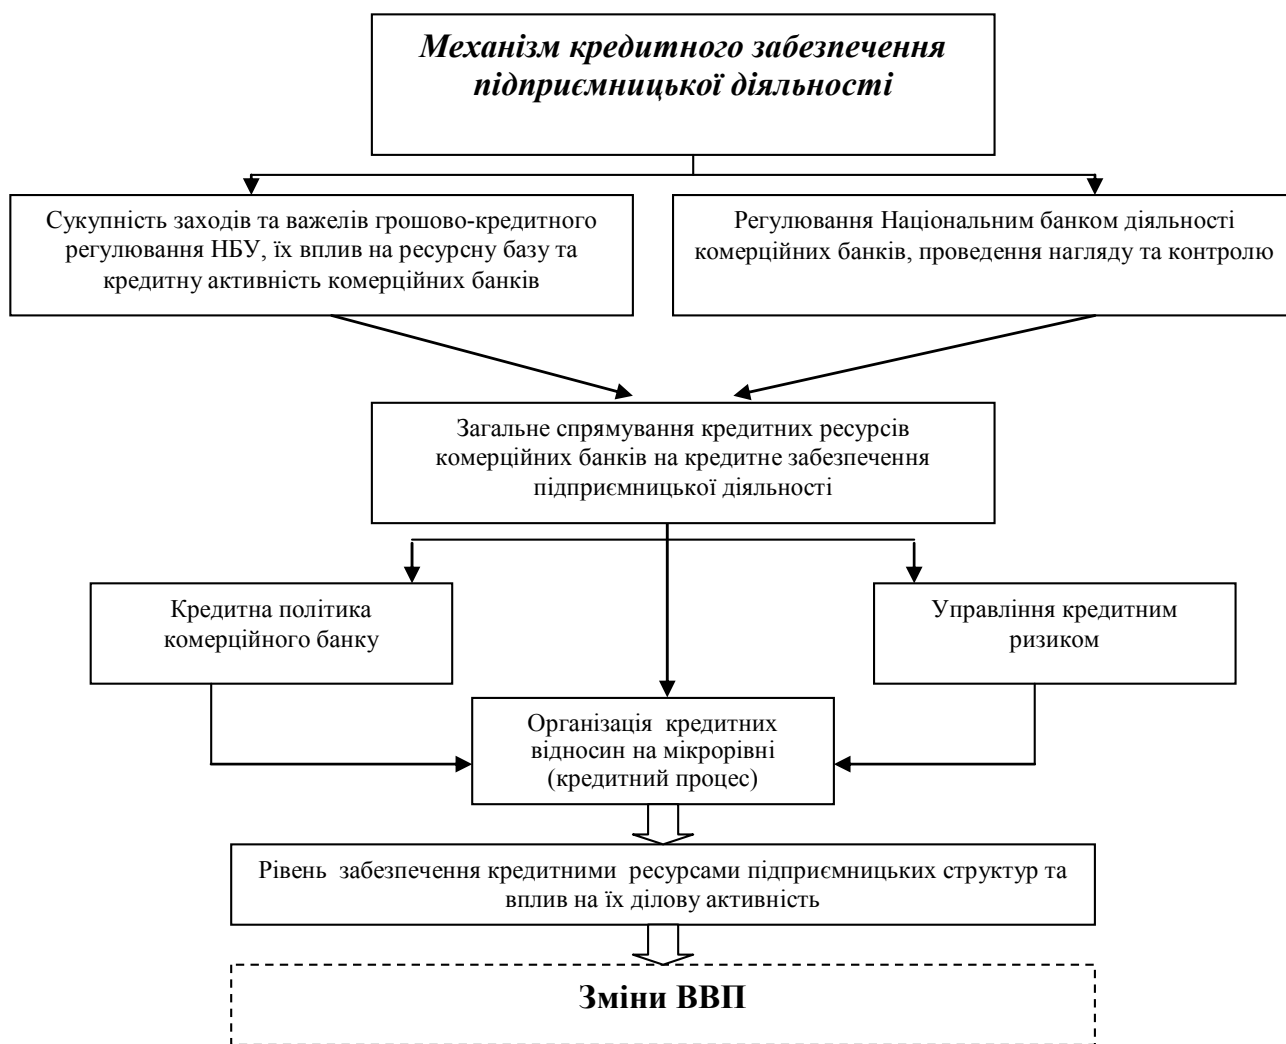 Механізм кредитного забезпечення
підприємницької діяльності
Сукупність заходів та важелів грошово-кредитного
регулювання НБУ, їх вплив на ресурсну базу та
кредитну активність комерційних банків
Регулювання Національним банком діяльності
комерційних банків, проведення нагляду та контролю
Загальне спрямування кредитних ресурсів
комерційних банків на кредитне забезпечення
підприємницької діяльності
Кредитна політика
комерційного банку
Управління кредитним
ризиком
Організація кредитних
відносин на мікрорівні
(кредитний процес)
Рівень забезпечення кредитними ресурсами підприємницьких структур та
вплив на їх ділову активність
Зміни ВВП